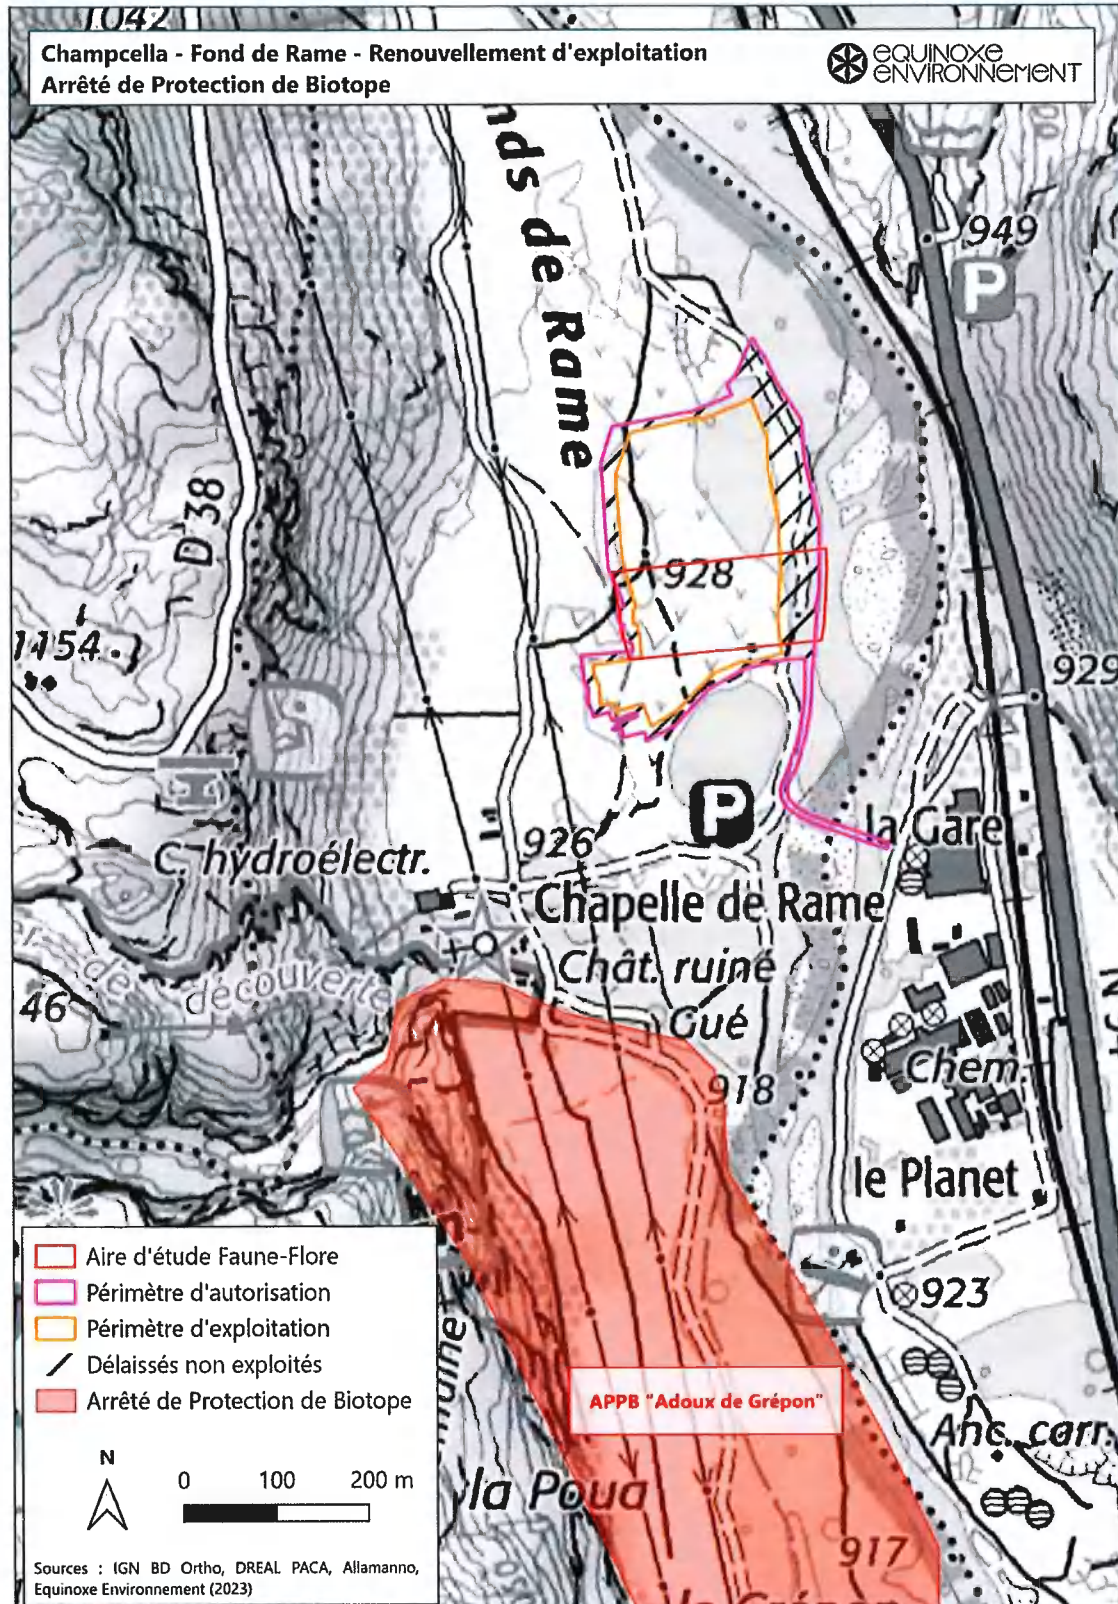 1042
Champcella - Fond de Rame - Renouvellement d'exploitation
Arrêté de Protection de Biotope
EQUINOXE
ENVIRONNEMENT
nds de Rame
949
P
D 38
928
1154
929
la Gare
P
926
C. hydroélectr.
Chapelle de Rame
Chât. ruiné
découverte
46
Gué
918
Chem.
le Planet
923
Aire d'étude Faune-Flore
Périmètre d'autorisation
Périmètre d'exploitation
Délaissés non exploités
Arrêté de Protection de Biotope
APPB "Adoux de Grépon"
Anc. carr.
N
0 100 200 m
la Poua
917
Sources : IGN BD Ortho, DREAL PACA, Allamanno,
Equinoxe Environnement (2023)
le Grépon